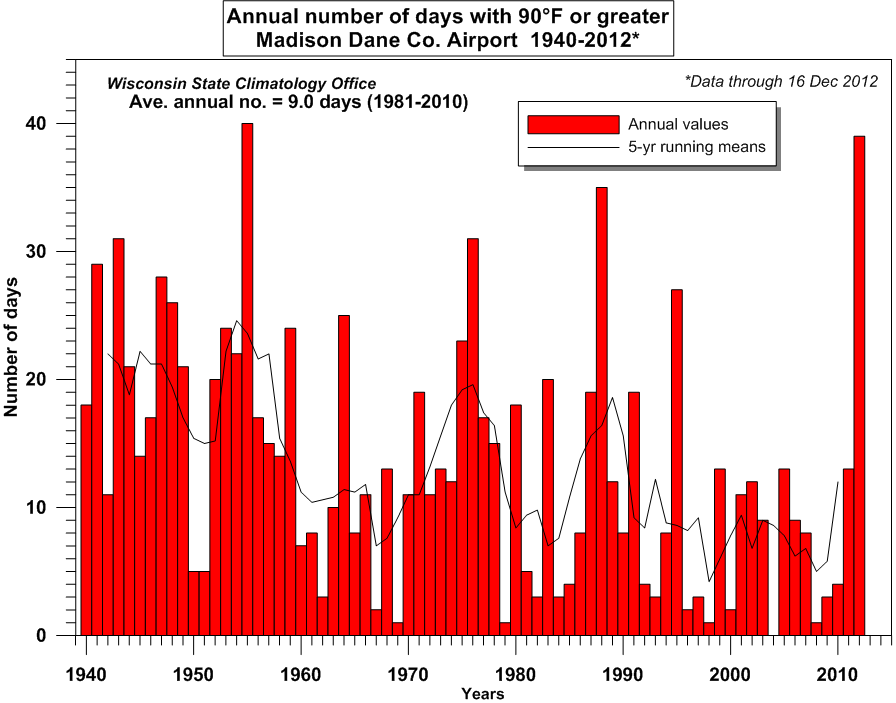 Annual number of days with 90°F or greater
Madison Dane Co. Airport 1940-2012*
Wisconsin State Climatology Office
Ave. annual no. = 9.0 days (1981-2010)
*Data through 16 Dec 2012
Annual values
5-yr running means
Number of days
40
30
20
10
0
1940 1950 1960 1970 1980 1990 2000 2010
Years